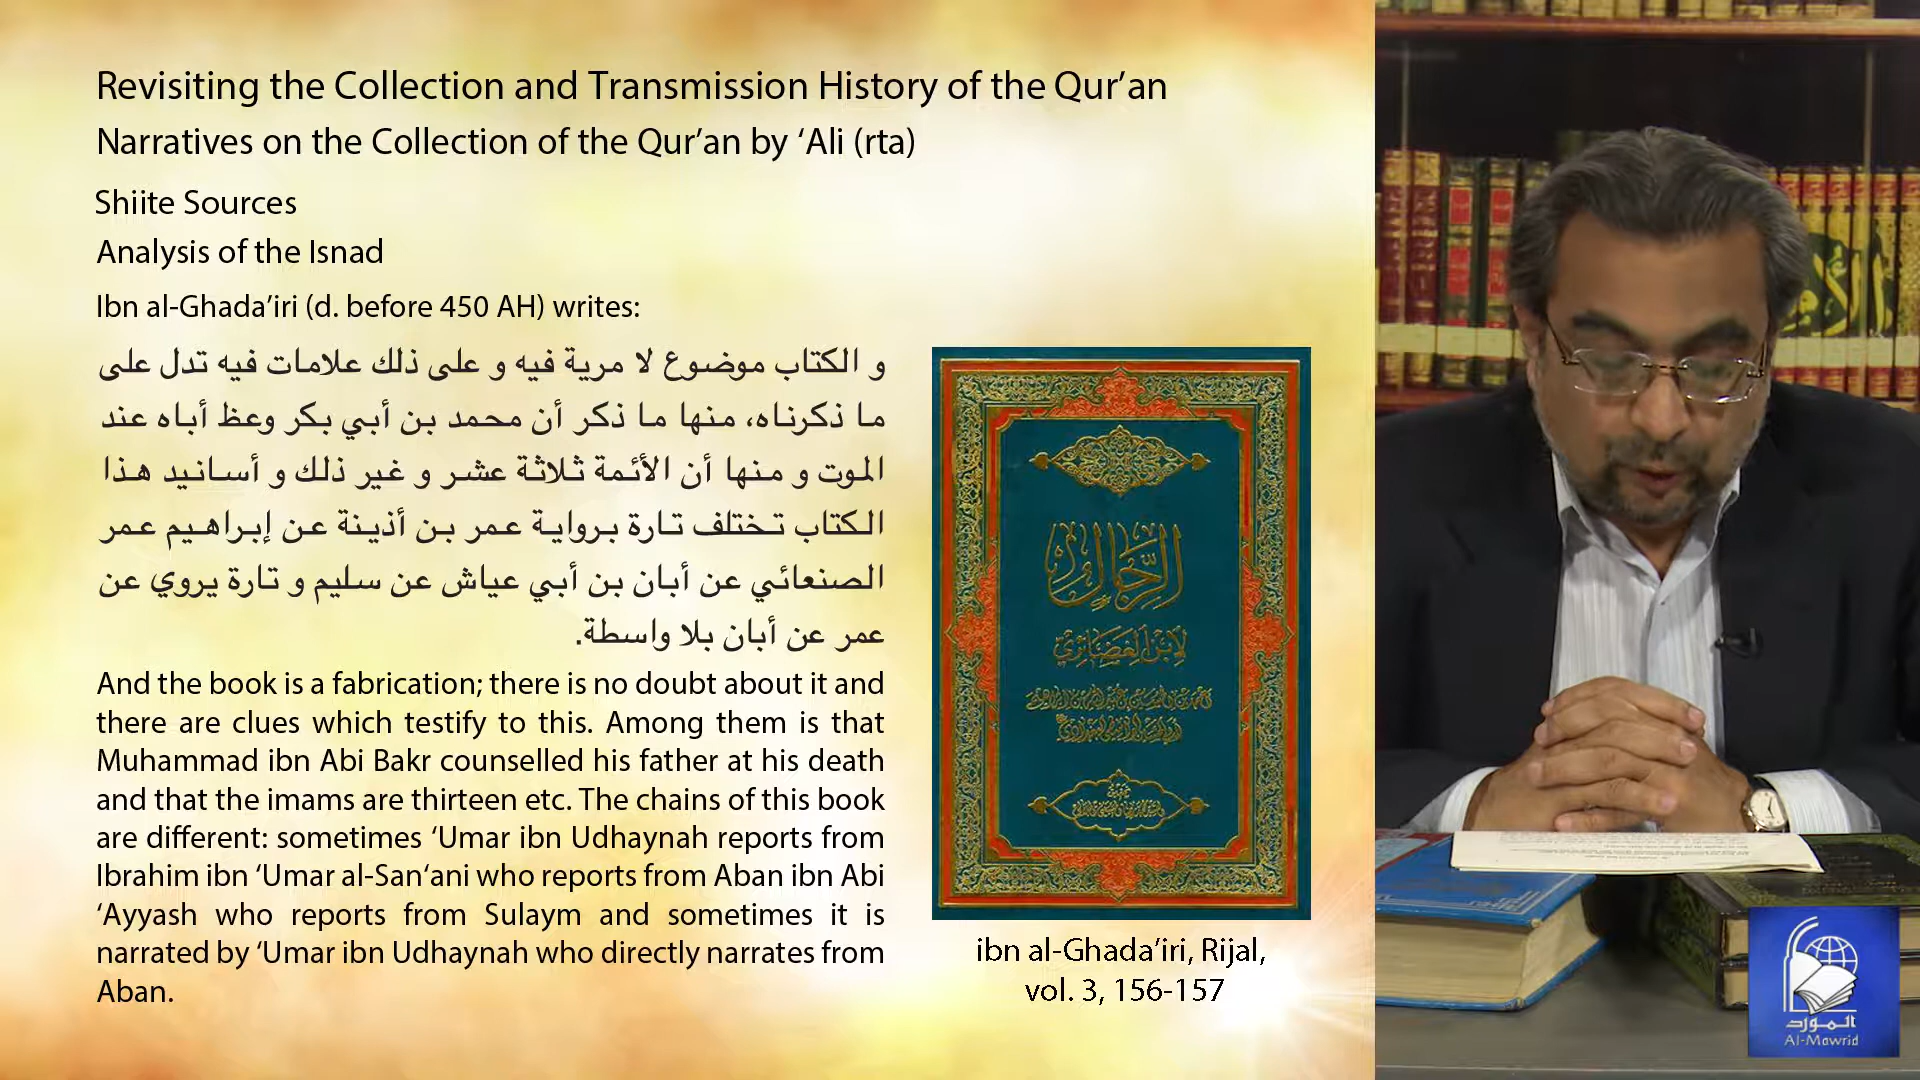 Revisiting the Collection and Transmission History of the Qur’an
Narratives on the Collection of the Qur’an by ‘Ali (rta)
Shiite Sources
Analysis of the Isnad
Ibn al-Ghada’iri (d. before 450 AH) writes:
و الكتاب موضوع لا مرية فيه و على ذلك علامات فيه تدل على
ما ذكرناه، منها ما ذكر أن محمد بن أبي بكر وعظ أباه عند
الموت و منها أن الأئمة ثلاثة عشر و غير ذلك و أسانيد هذا
الكتاب تختلف تارة برواية عمر بن أذينة عن إبراهيم عمر
الصنعائي عن أبان بن أبي عياش عن سليم و تارة يروي عن
عمر عن أبان بلا واسطة.
And the book is a fabrication; there is no doubt about it and
there are clues which testify to this. Among them is that
Muhammad ibn Abi Bakr counselled his father at his death
and that the imams are thirteen etc. The chains of this book
are different: sometimes ‘Umar ibn Udhaynah reports from
Ibrahim ibn ‘Umar al-San‘ani who reports from Aban ibn Abi
‘Ayyash who reports from Sulaym and sometimes it is
narrated by ‘Umar ibn Udhaynah who directly narrates from
Aban.
الرجال
لابن الغضائري
ibn al-Ghada’iri, Rijal,
vol. 3, 156-157
المورد
Al-Mawrid